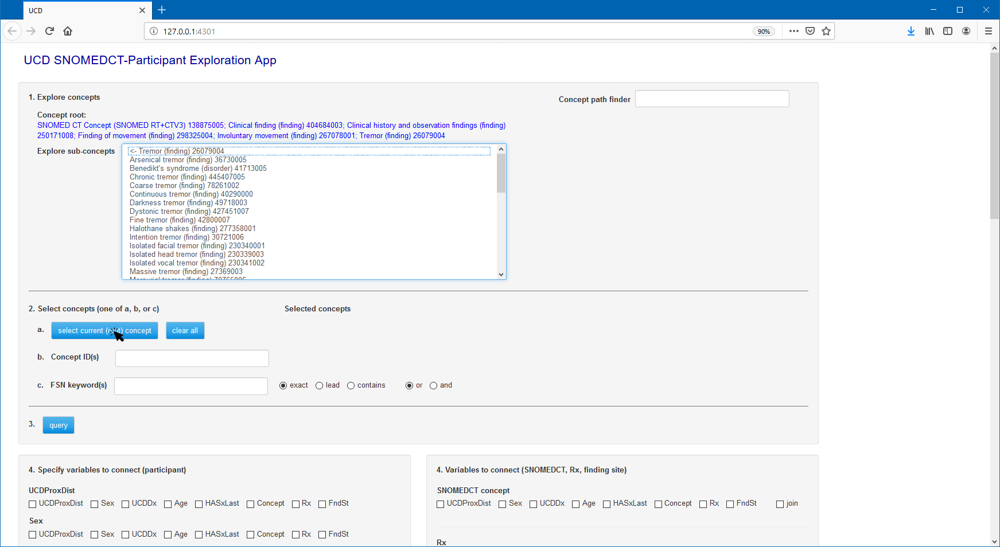 UCD
127.0.0.1:4301
90%
UCD SNOMEDCT-Participant Exploration App
1. Explore concepts
Concept path finder
Concept root:
SNOMED CT Concept (SNOMED RT+CTV3) 138875005; Clinical finding (finding) 404684003; Clinical history and observation findings (finding)
250171008; Finding of movement (finding) 298325004; Involuntary movement (finding) 267078001; Tremor (finding) 26079004
Explore sub-concepts
<- Tremor (finding) 26079004
Arsenical tremor (finding) 36730005
Benedikt's syndrome (disorder) 41713005
Chronic tremor (finding) 445407005
Coarse tremor (finding) 78261002
Continuous tremor (finding) 40290000
Darkness tremor (finding) 49718003
Dystonic tremor (finding) 427451007
Fine tremor (finding) 42800007
Halothane shakes (finding) 277358001
Intention tremor (finding) 30721006
Isolated facial tremor (finding) 230340001
Isolated head tremor (finding) 230339003
Isolated vocal tremor (finding) 230341002
Massive tremor (finding) 27369003
Mercurial tremor (finding) 70765006
2. Select concepts (one of a, b, or c)
Selected concepts
a. select current (root) concept clear all
b. Concept ID(s)
c. FSN keyword(s) exact lead contains or and
3. query
4. Specify variables to connect (participant)
UCDProxDist
UCDProxDist Sex UCDDx Age HASxLast Concept Rx FndSt
Sex
UCDProxDist Sex UCDDx Age HASxLast Concept Rx FndSt
4. Variables to connect (SNOMEDCT, Rx, finding site)
SNOMEDCT concept
UCDProxDist Sex UCDDx Age HASxLast Concept Rx FndSt join
Rx